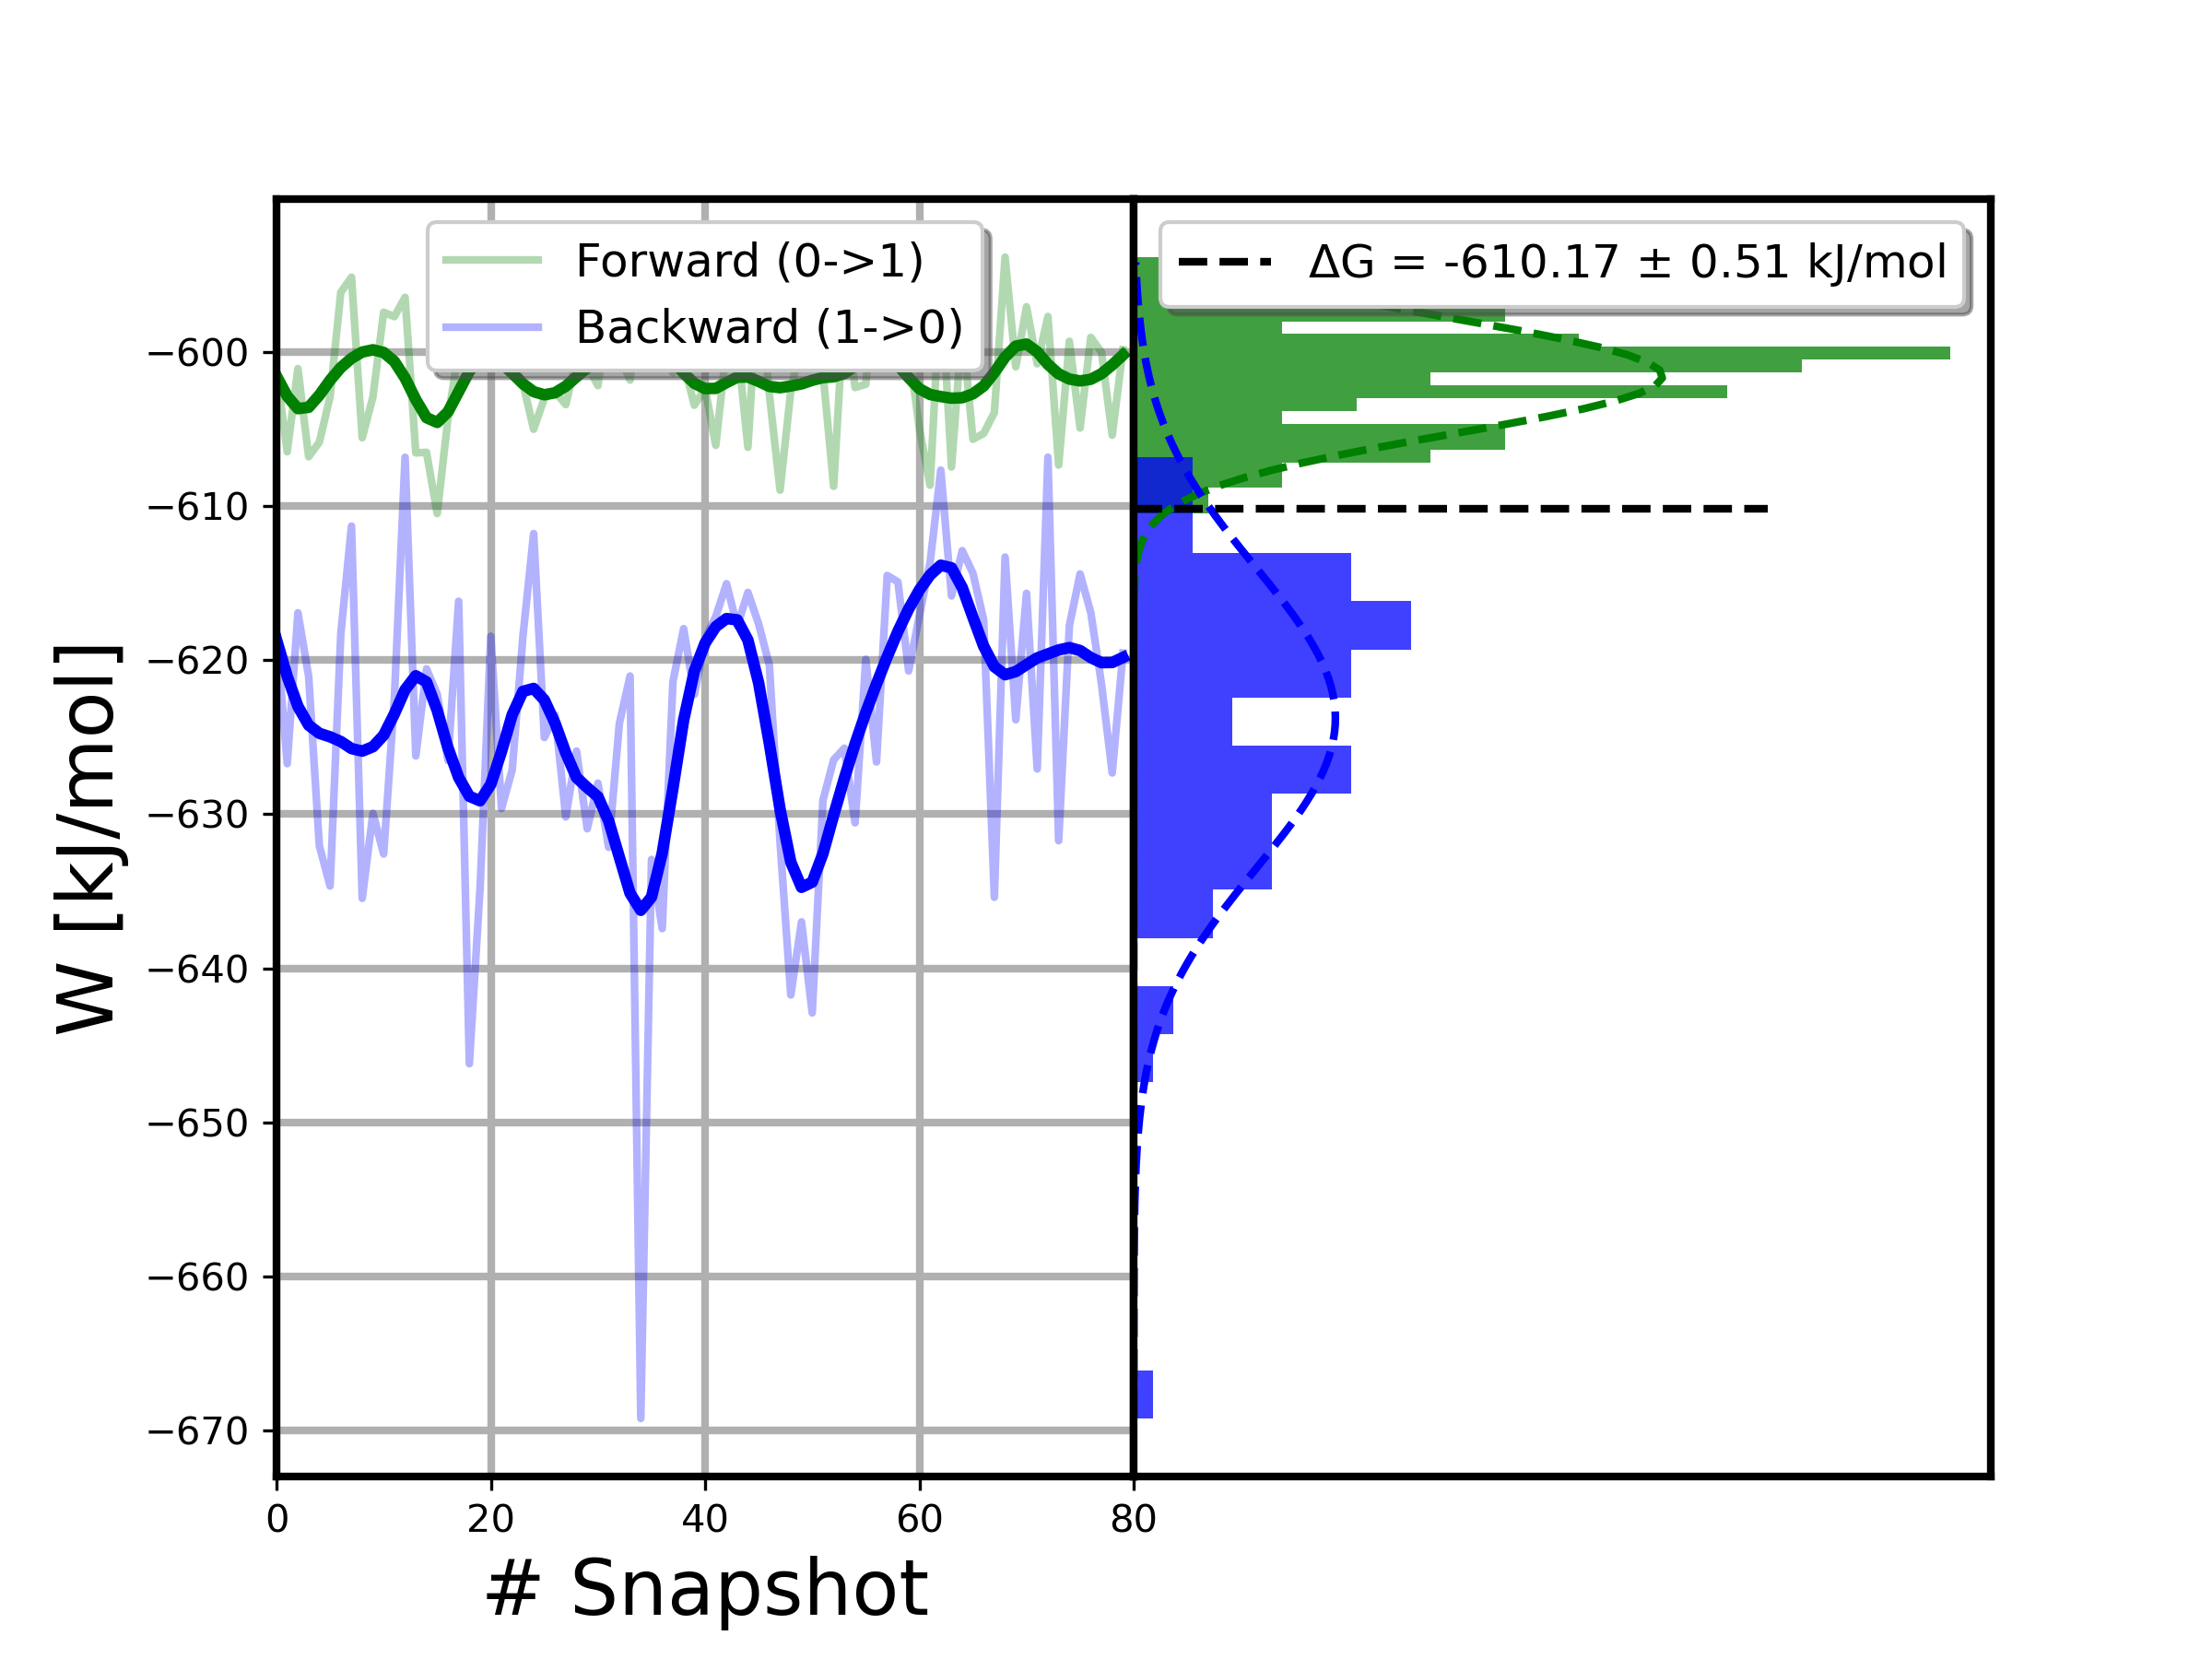 Forward (0->1)
Backward (1->0)
ΔG = -610.17 ± 0.51 kJ/mol
W [kJ/mol]
−600
−610
−620
−630
−640
−650
−660
−670
0 20 40 60 80
# Snapshot